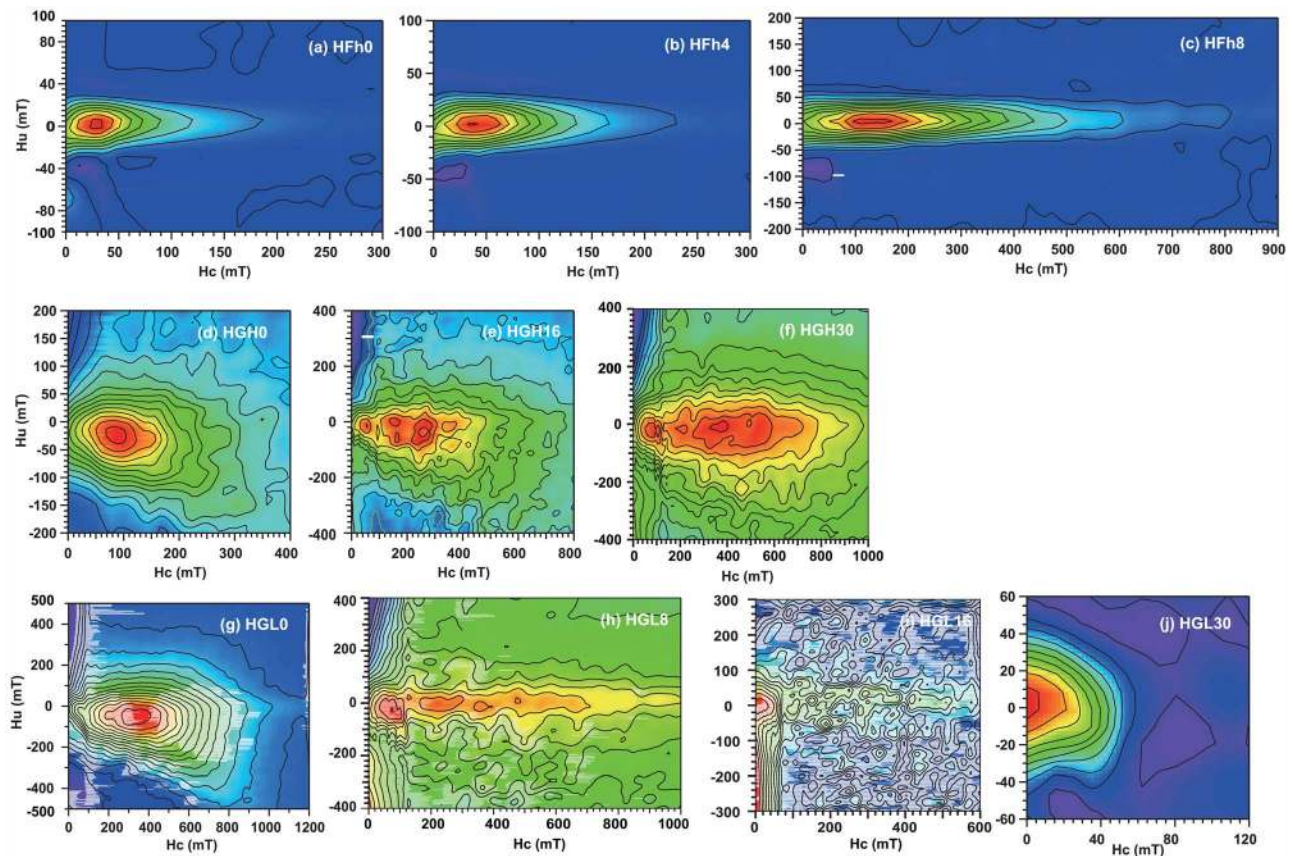 (a) HFh0
100
80
40
0
-40
-80
-100
Hu (mT)
0 50 100 150 200 250 300
Hc (mT)
(b) HFh4
100
50
0
-50
-100
0 50 100 150 200 250 300
Hc (mT)
(c) HFh8
200
150
100
50
0
-50
-100
-150
-200
0 100 200 300 400 500 600 700 800 900
Hc (mT)
(d) HGH0
200
150
100
50
0
-50
-100
-150
-200
0 100 200 300 400
Hc (mT)
(e) HGH16
400
200
0
-200
-400
0 200 400 600 800
Hc (mT)
(f) HGH30
400
200
0
-200
-400
0 200 400 600 800 1000
Hc (mT)
(g) HGL0
500
400
200
0
-200
-400
-500
Hu (mT)
0 200 400 600 800 1000 1200
Hc (mT)
(h) HGL8
400
200
0
-200
-400
0 200 400 600 800 1000
Hc (mT)
(i) HGL16
300
200
100
0
-100
-200
-300
0 200 400 600
Hc (mT)
(j) HGL30
60
40
20
0
-20
-40
-60
0 40 80 120
Hc (mT)